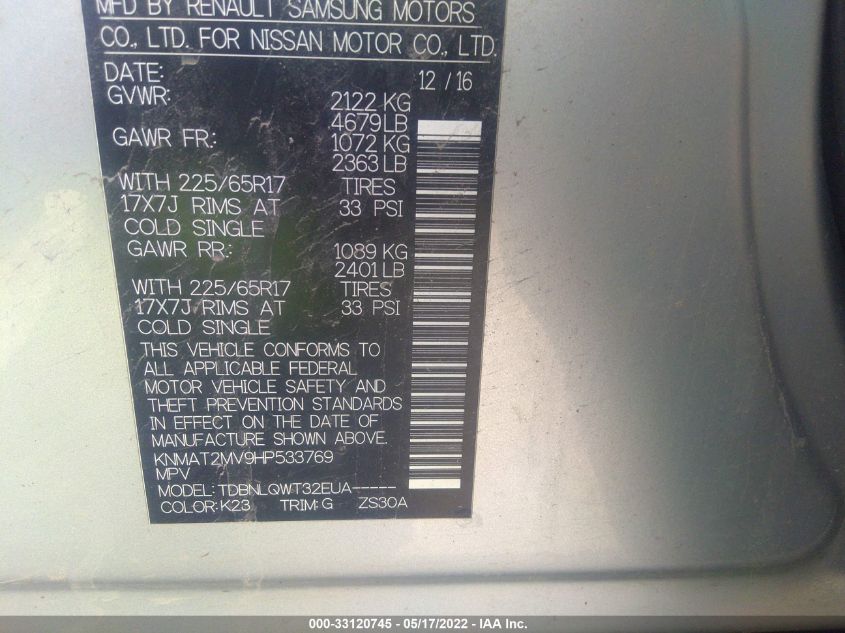 MFD BY RENAULT SAMSUNG MOTORS
CO., LTD. FOR NISSAN MOTOR CO., LTD.
DATE: 12 / 16
GVWR: 2122 KG
4679 LB
GAWR FR: 1072 KG
2363 LB
WITH 225/65R17 TIRES
17X7J RIMS AT 33 PSI
COLD SINGLE
GAWR RR: 1089 KG
2401 LB
WITH 225/65R17 TIRES
17X7J RIMS AT 33 PSI
COLD SINGLE
THIS VEHICLE CONFORMS TO
ALL APPLICABLE FEDERAL
MOTOR VEHICLE SAFETY AND
THEFT PREVENTION STANDARDS
IN EFFECT ON THE DATE OF
MANUFACTURE SHOWN ABOVE.
KNMAT2MV9HP533769
MPV
MODEL: TDBNLQWT32EUA-----
COLOR: K23 TRIM: G ZS30A
000-33120745 - 05/17/2022 - IAA Inc.